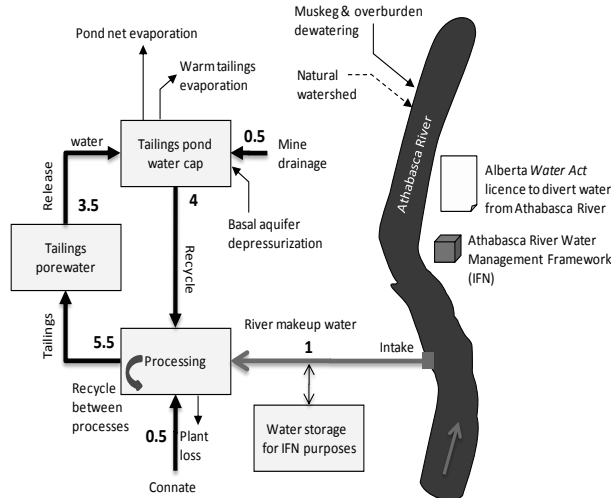 Pond net evaporation
Warm tailings
evaporation
Muskeg & overburden
dewatering
Natural
watershed
Release
water
3.5
Tailings pond
water cap
0.5
Mine
drainage
4
Recycle
Basal aquifer
depressurization
Tailings
porewater
Tailings
5.5
Processing
Recycle
between
processes
0.5
Connate
Plant
loss
River makeup water
1
Intake
Water storage
for IFN purposes
Athabasca River
Alberta Water Act
licence to divert water
from Athabasca River
Athabasca River Water
Management Framework
(IFN)